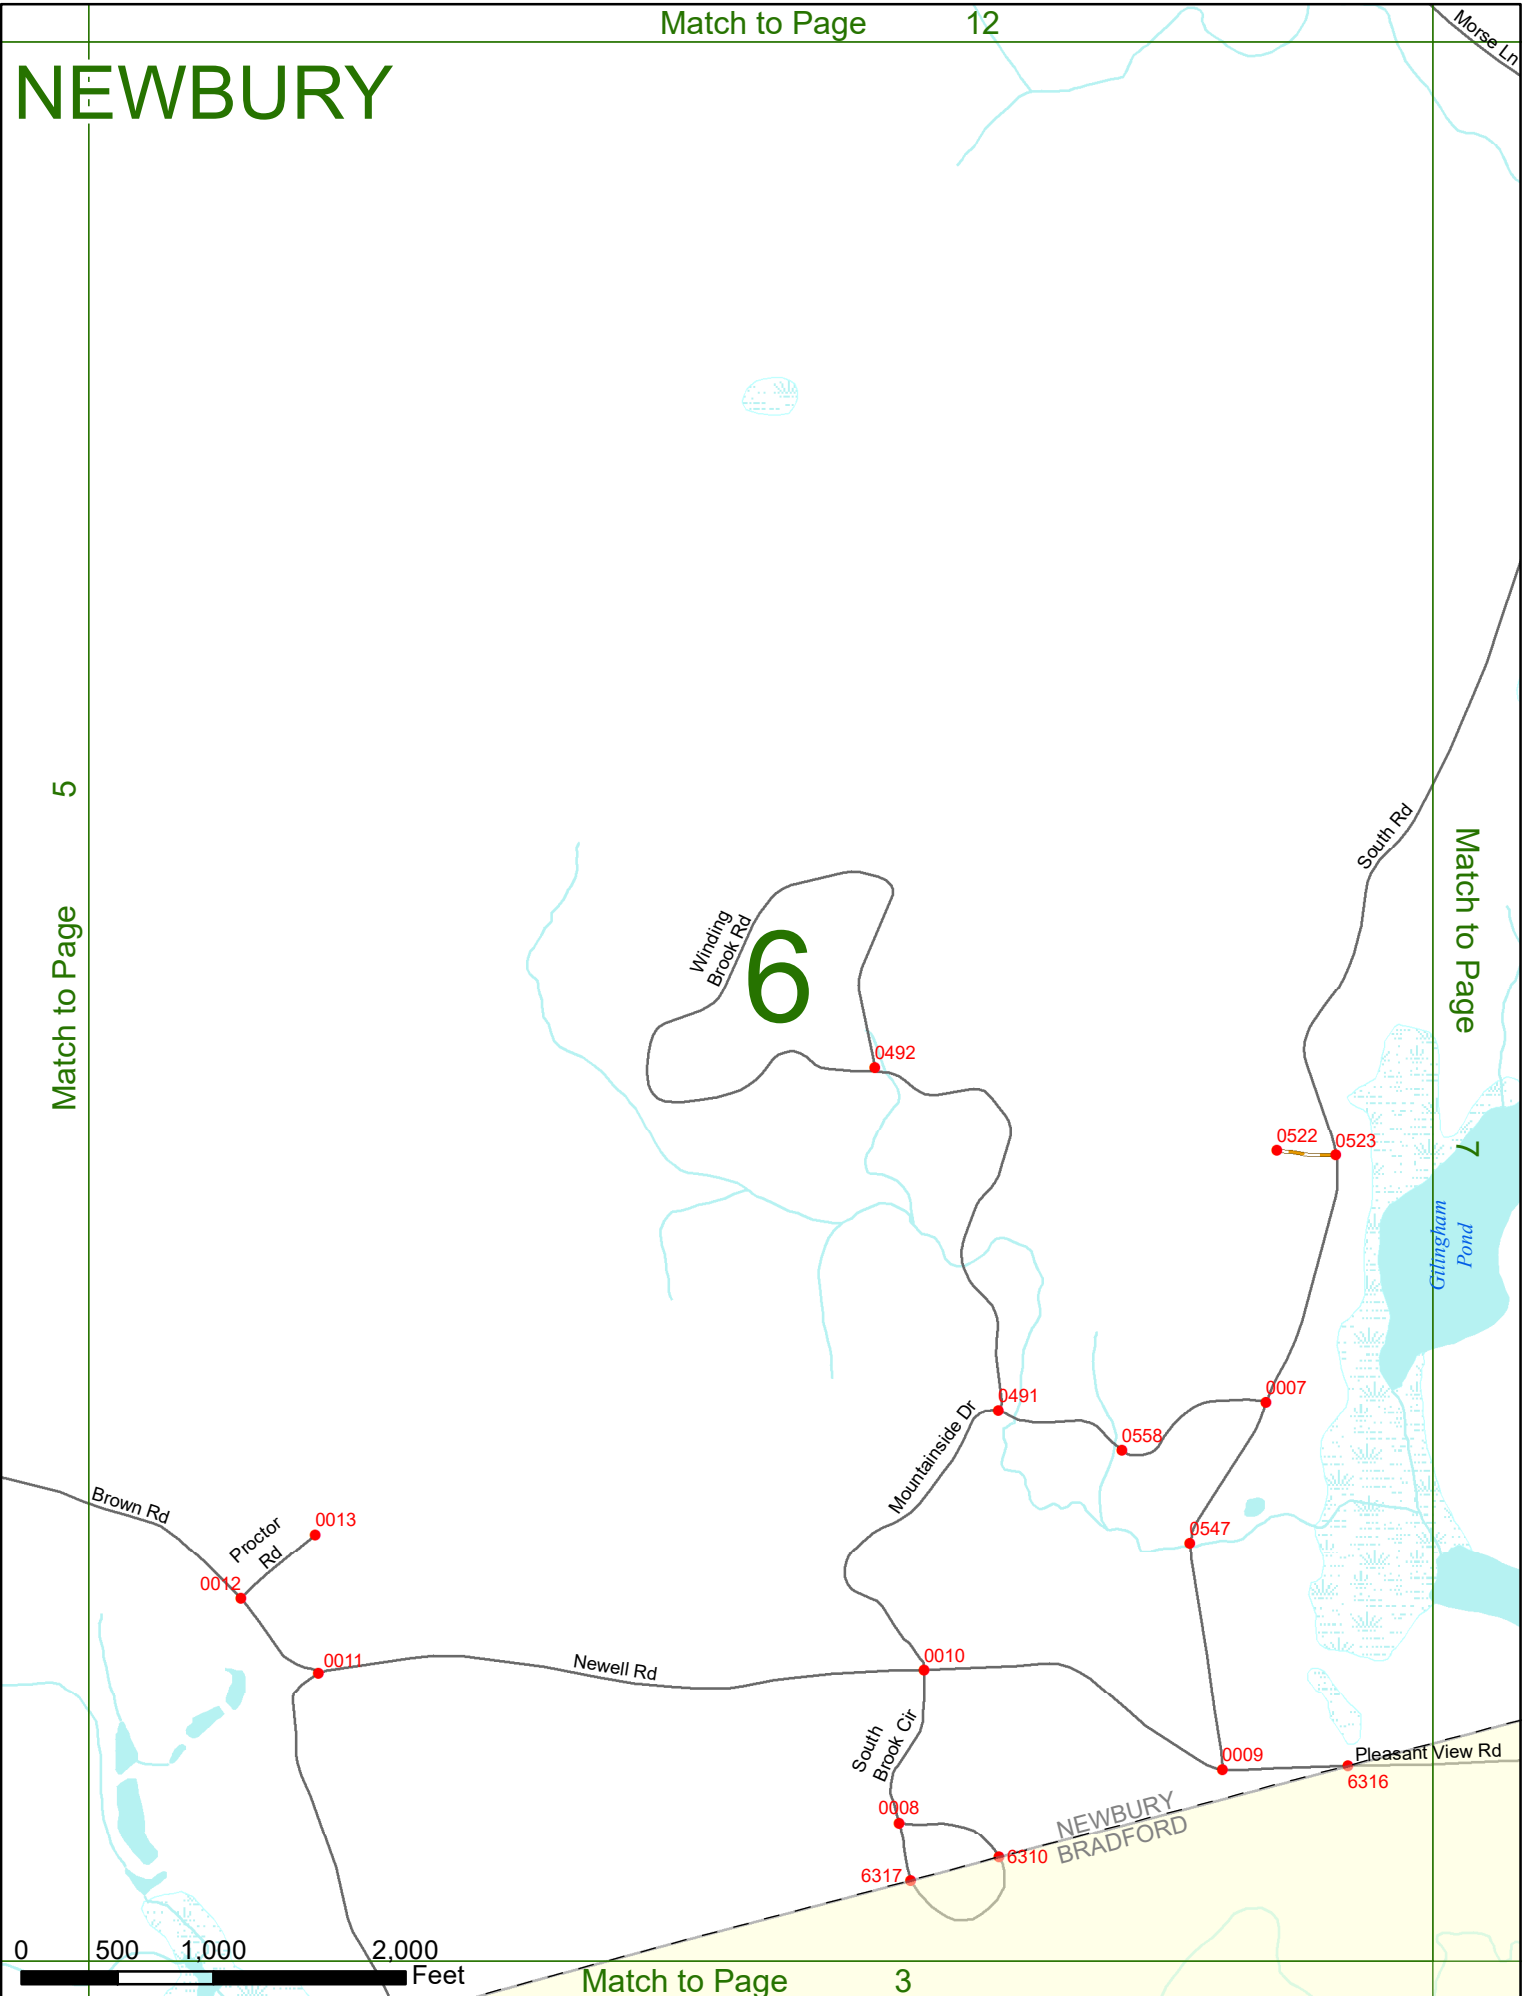 Match to Page 12
Morse Ln
NEWBURY
5
Match to Page
South Rd
Match to Page
7
Winding
Brook Rd
6
0492
0522
0523
Gilingham
Pond
0491
0007
Mountainside Dr
0558
Brown Rd
Proctor
Rd
0013
0547
0012
0011
Newell Rd
0010
South
Brook Cir
0009
Pleasant View Rd
6316
0008
NEWBURY
BRADFORD
6310
6317
0 500 1,000 2,000
Feet
Match to Page 3